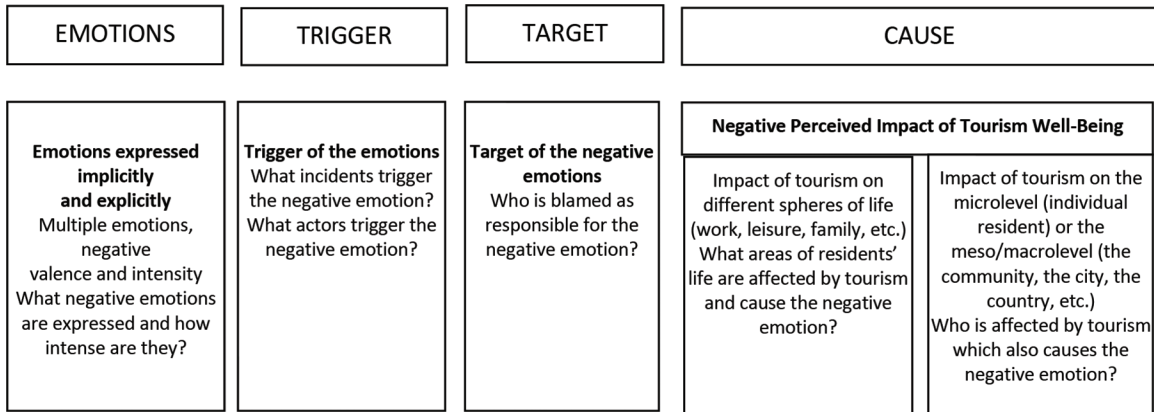 EMOTIONS
TRIGGER
TARGET
CAUSE
Emotions expressed
implicitly
and explicitly
Multiple emotions,
negative
valence and intensity
What negative emotions
are expressed and how
intense are they?
Trigger of the emotions
What incidents trigger
the negative emotion?
What actors trigger the
negative emotion?
Target of the negative
emotions
Who is blamed as
responsible for the
negative emotion?
Negative Perceived Impact of Tourism Well-Being
Impact of tourism on
different spheres of life
(work, leisure, family, etc.)
What areas of residents’
life are affected by tourism
and cause the negative
emotion?
Impact of tourism on the
microlevel (individual
resident) or the
meso/macrolevel (the
community, the city, the
country, etc.)
Who is affected by tourism
which also causes the
negative emotion?